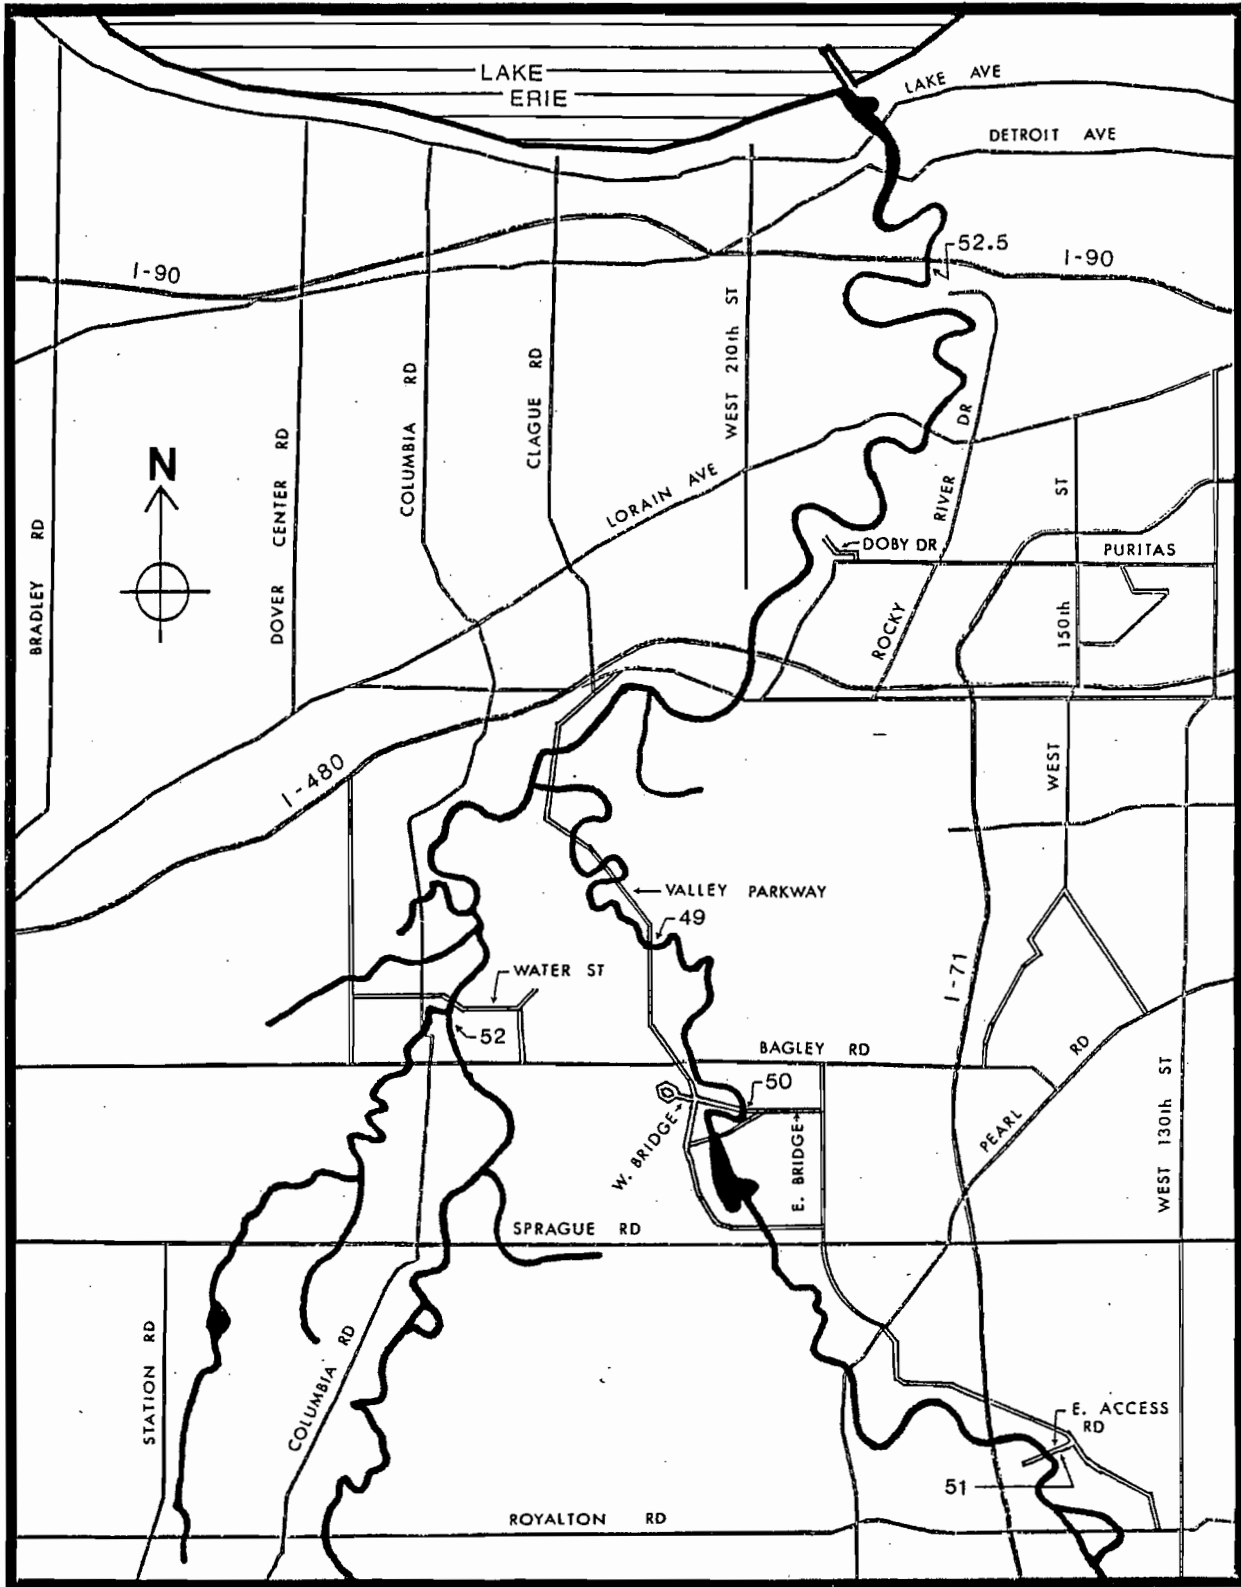 LAKE
ERIE
LAKE AVE
DETROIT AVE
52.5
I-90
I-90
WEST 210th ST
COLUMBIA RD
CLAGUE RD
DOVER CENTER RD
BRADLEY RD
N
LORAIN AVE
ROCKY RIVER DR
DOBY DR
PURITAS
WEST 150th ST
I-480
VALLEY PARKWAY
49
WATER ST
52
I-71
BAGLEY RD
50
W. BRIDGE
E. BRIDGE
PEARL RD
WEST 130th ST
SPRAGUE RD
STATION RD
COLUMBIA RD
E. ACCESS
RD
51
ROYALTON RD